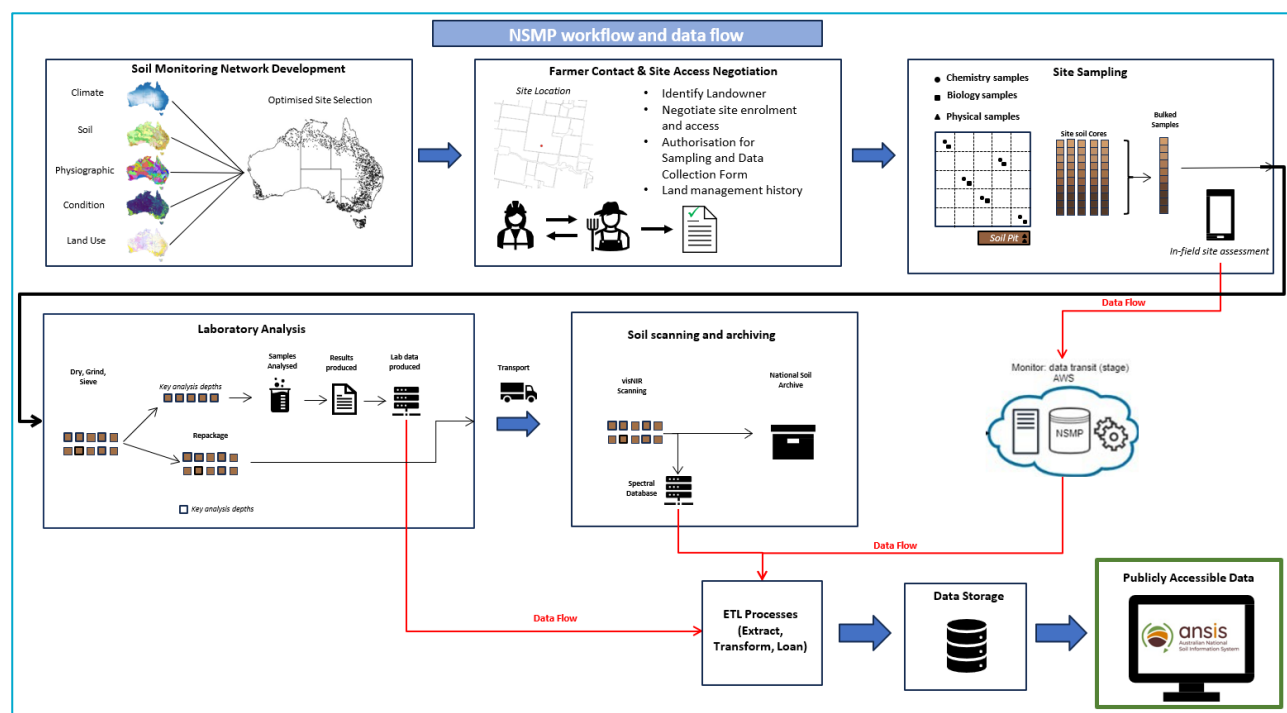 NSMP workflow and data flow
Soil Monitoring Network Development
Climate
Soil
Physiographic
Condition
Land Use
Optimised Site Selection
Farmer Contact & Site Access Negotiation
Site Location
• Identify Landowner
• Negotiate site enrolment
and access
• Authorisation for
Sampling and Data
Collection Form
• Land management history
Site Sampling
Chemistry samples
Biology samples
Physical samples
Soil Pit
Site soil Cores
Bulked
Samples
In-field site assessment
Data Flow
Laboratory Analysis
Dry, Grind,
Sieve
Key analysis depths
Samples
Analysed
Results
produced
Lab data
produced
Repackage
Key analysis depths
Transport
Soil scanning and archiving
visNIR
Scanning
National Soil
Archive
Spectral
Database
Monitor: data transit (stage)
AWS
NSMP
Data Flow
Data Flow
ETL Processes
(Extract,
Transform, Loan)
Data Storage
Publicly Accessible Data
ansis
Australian National
Soil Information System